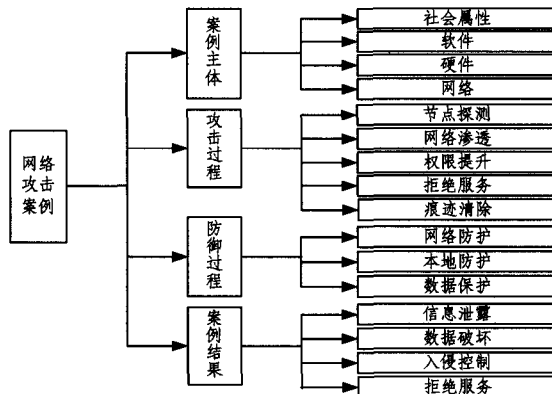 网络
攻击
案例
案例主体
社会属性
软件
硬件
网络
攻击过程
节点探测
网络渗透
权限提升
拒绝服务
痕迹清除
防御过程
网络防护
本地防护
数据保护
案例结果
信息泄露
数据破坏
入侵控制
拒绝服务